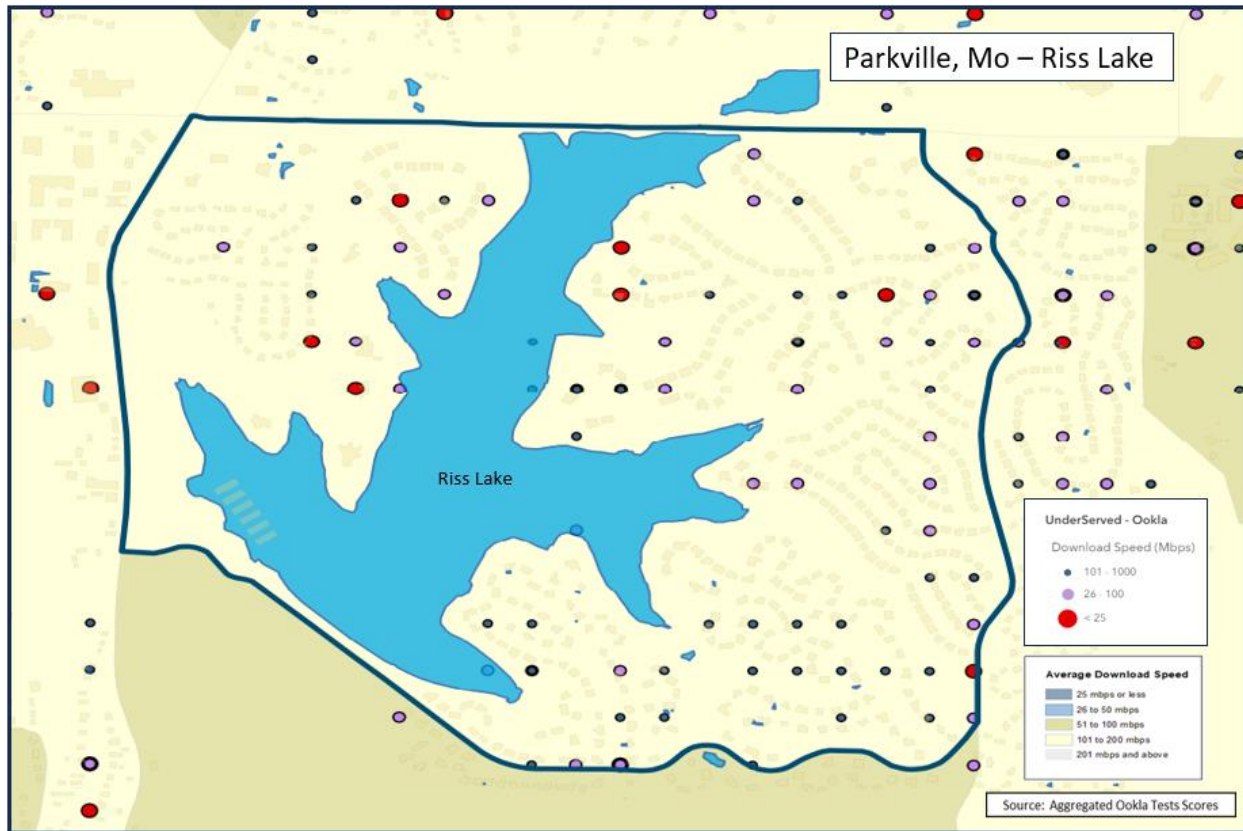 Parkville, Mo – Riss Lake
Riss Lake
UnderServed - Ookla
Download Speed (Mbps)
101 - 1000
26 - 100
< 25
Average Download Speed
25 mbps or less
26 to 50 mbps
51 to 100 mbps
101 to 200 mbps
201 mbps and above
Source: Aggregated Ookla Tests Scores